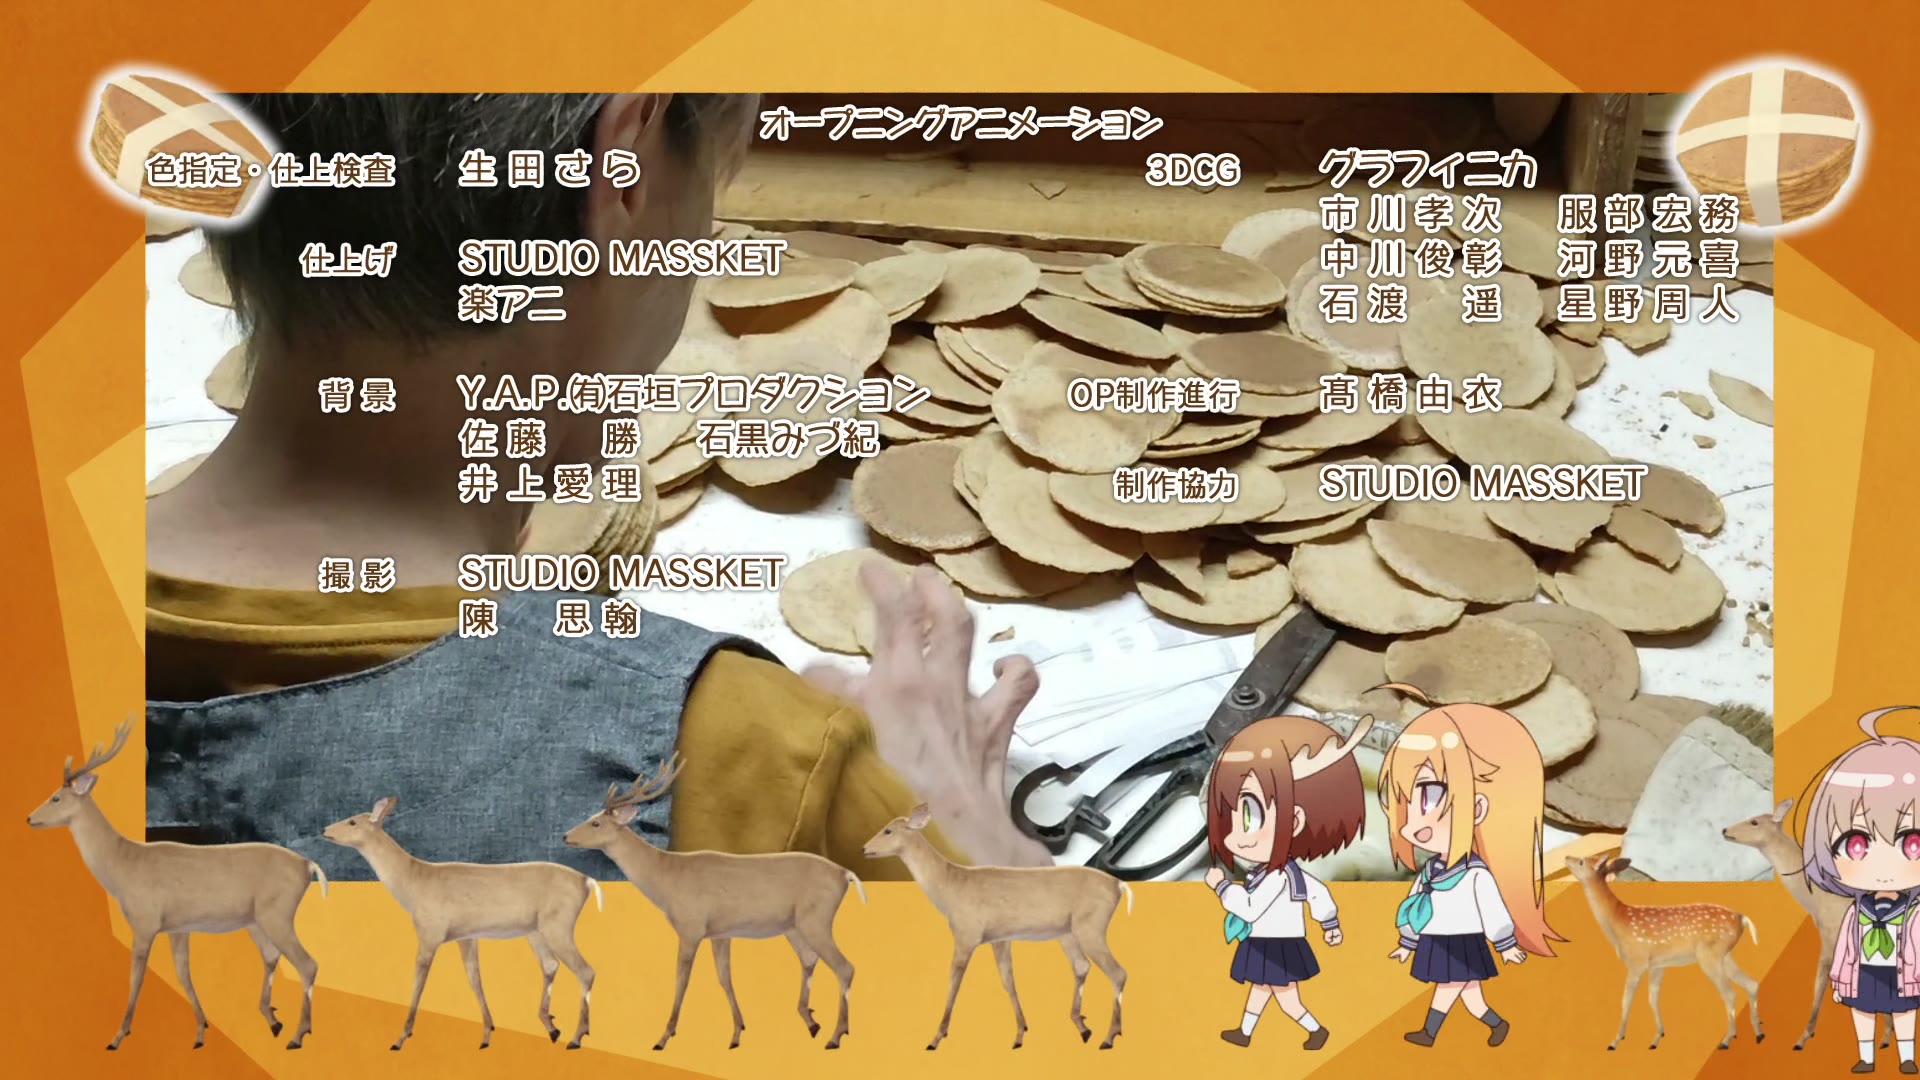 オープニングアニメーション
色指定・仕上検査 生田さら
仕上げ STUDIO MASSKET
楽アニ
背景 Y.A.P.㈲石垣プロダクション
佐藤 勝 石黒みづ紀
井上愛理
撮影 STUDIO MASSKET
陳 思翰
3DCG グラフィニカ
市川孝次 服部宏務
中川俊彰 河野元喜
石渡 遥 星野周人
OP制作進行 髙橋由衣
制作協力 STUDIO MASSKET